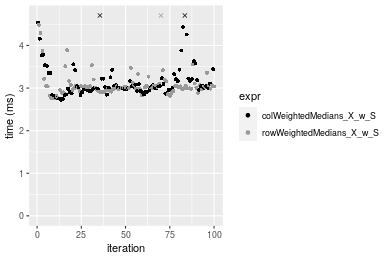 4
3
2
1
0
time (ms)
0
25
50
75
100
iteration
expr
colWeightedMedians_X_w_S
rowWeightedMedians_X_w_S